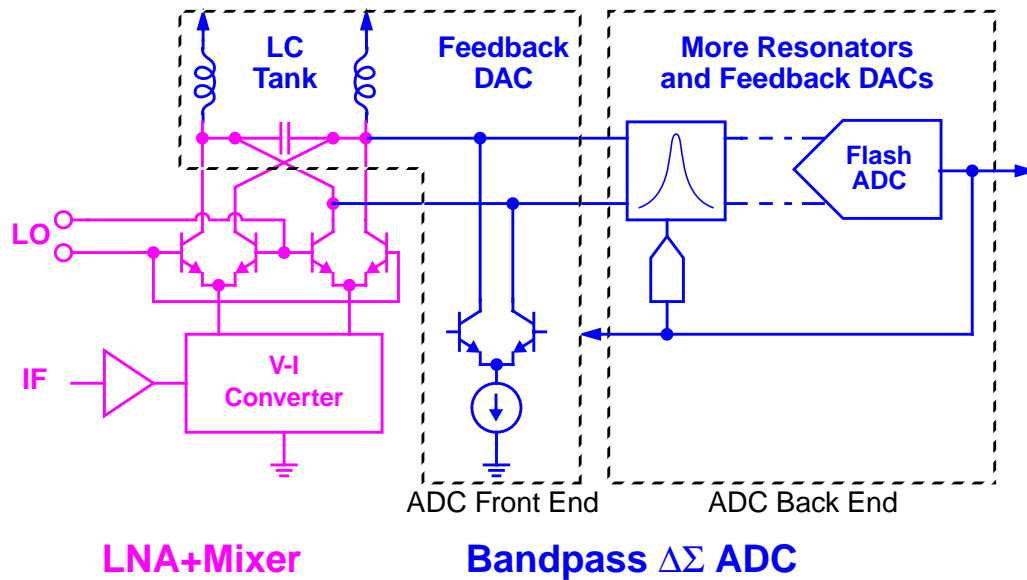 LC
Tank
Feedback
DAC
More Resonators
and Feedback DACs
Flash
ADC
LO
IF
V-I
Converter
ADC Front End
ADC Back End
LNA+Mixer
Bandpass ΔΣ ADC